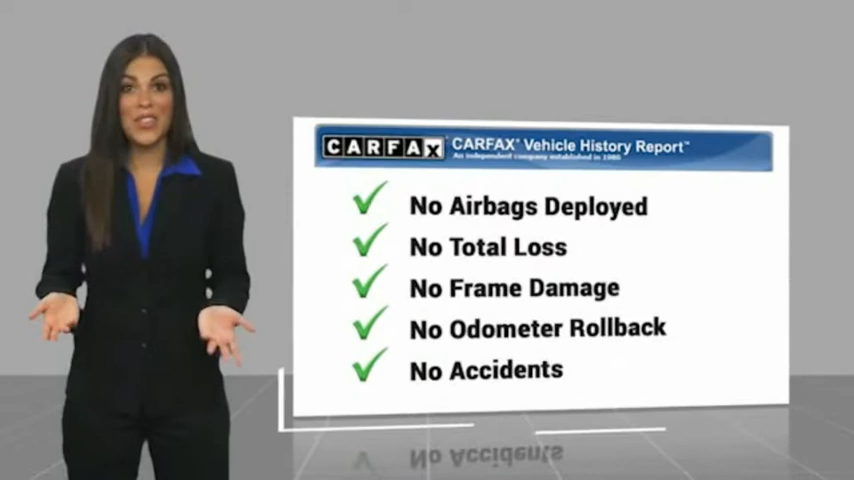 CARFAX CARFAX® Vehicle History Report™
An independent company established in 1986
No Airbags Deployed
No Total Loss
No Frame Damage
No Odometer Rollback
No Accidents
No Accidents